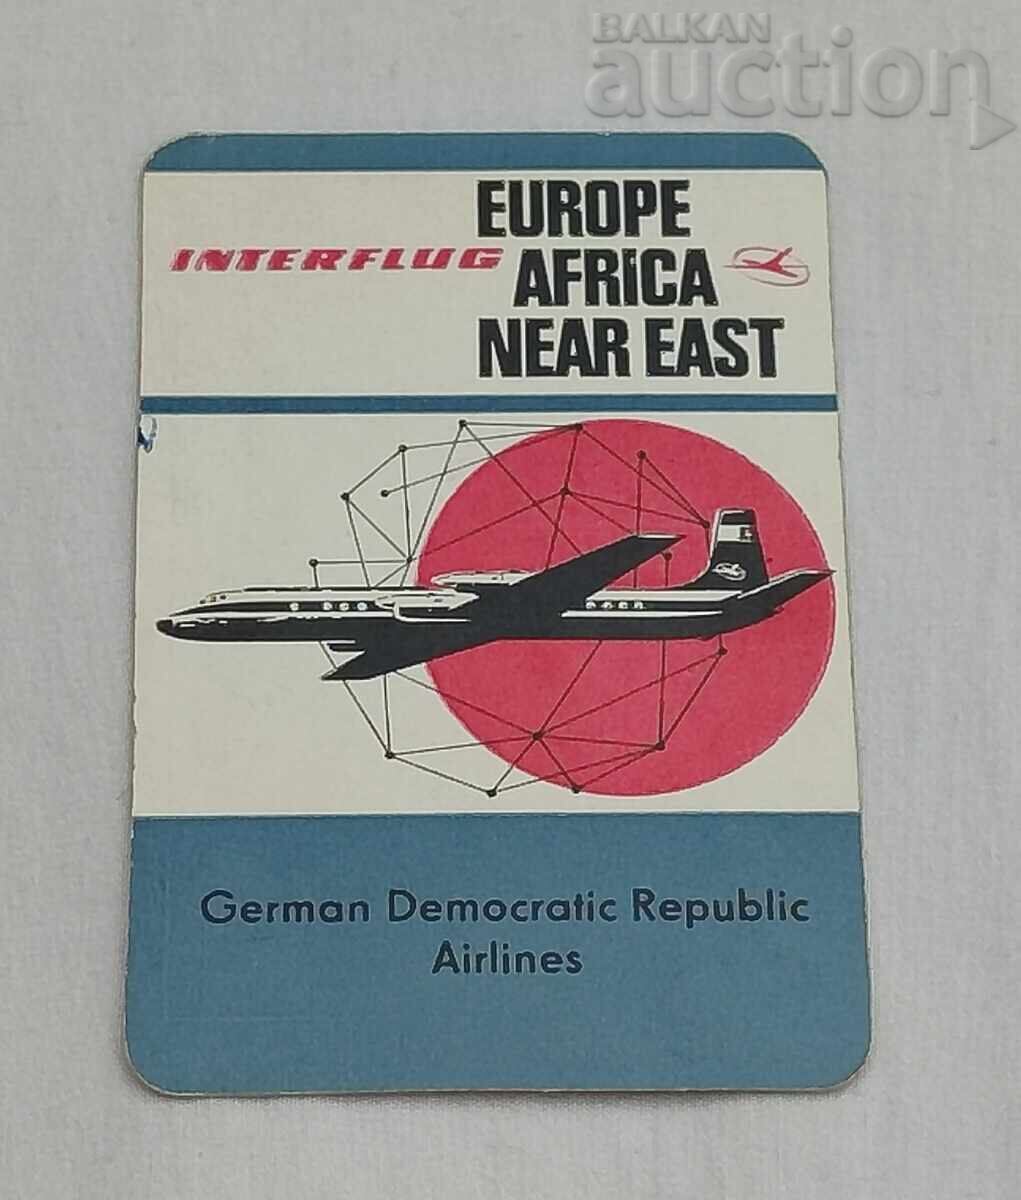 BALKAN
auction
EUROPE
INTERFLUG AFRICA
NEAR EAST
German Democratic Republic
Airlines